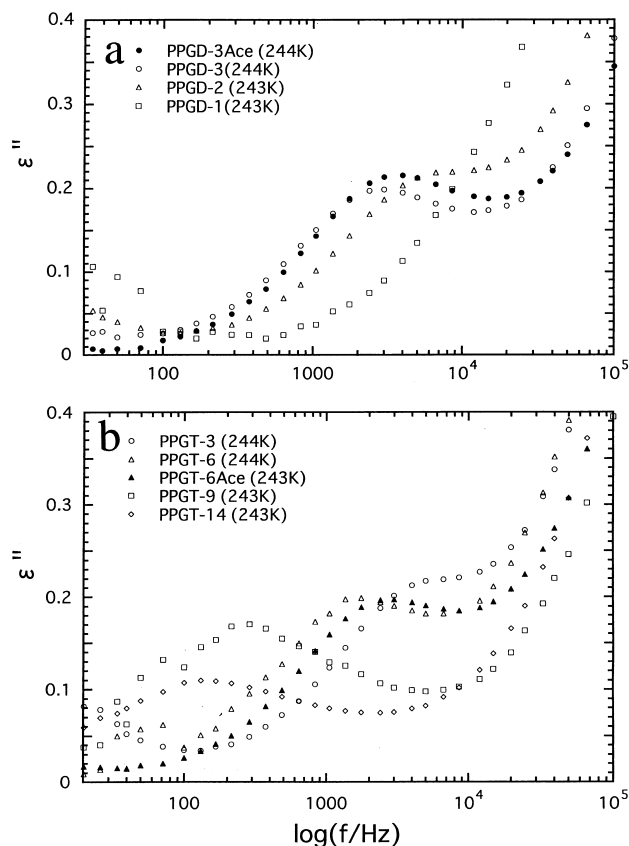 a
PPGD-3Ace (244K)
PPGD-3(244K)
PPGD-2 (243K)
PPGD-1(243K)
0.4
0.3
0.2
0.1
0
ε"
100
1000
10⁴
10⁵
b
PPGT-3 (244K)
PPGT-6 (244K)
PPGT-6Ace (243K)
PPGT-9 (243K)
PPGT-14 (243K)
0.4
0.3
0.2
0.1
0
ε"
100
1000
10⁴
10⁵
log(f/Hz)